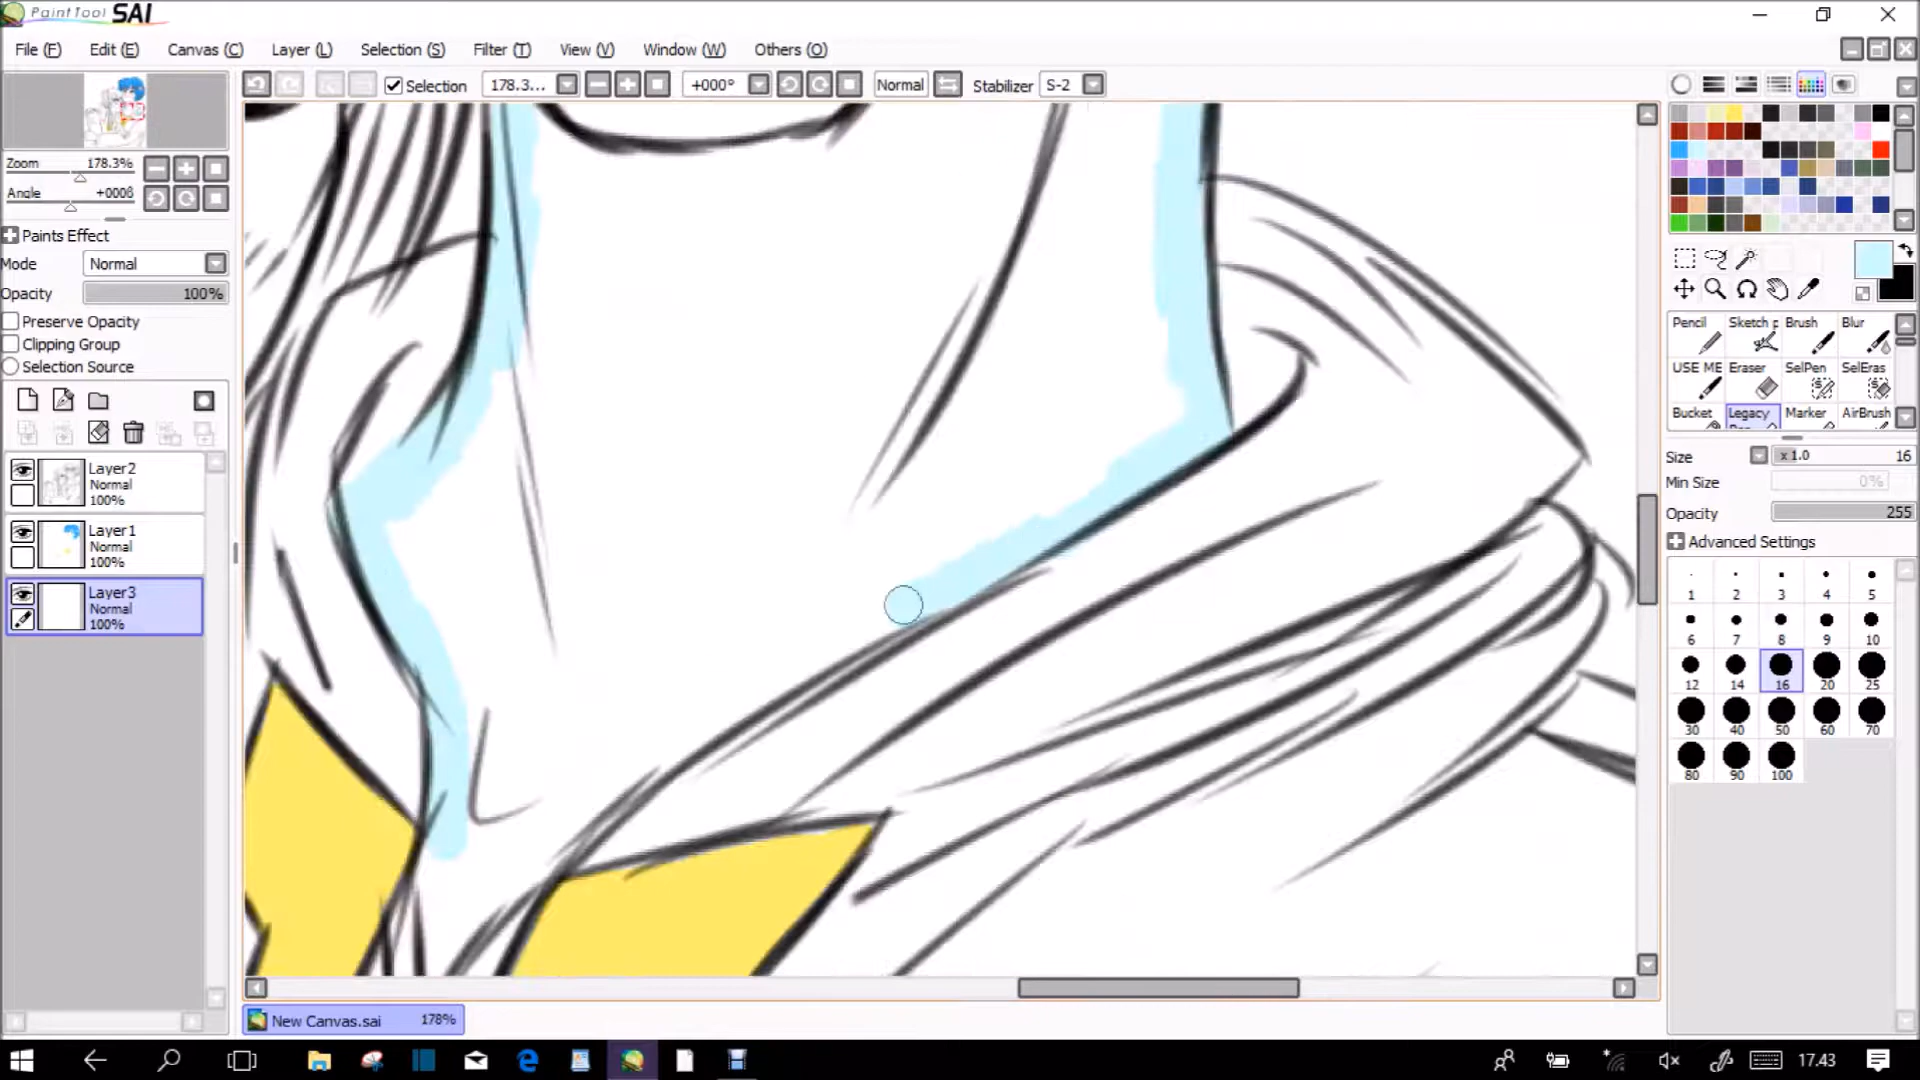 PaintTool SAI
File (F) Edit (E) Canvas (C) Layer (L) Selection (S) Filter (T) View (V) Window (W) Others (O)
Selection 178.3... +000° Normal Stabilizer S-2
Zoom 178.3%
Angle +000ß
Paints Effect
Mode Normal
Opacity 100%
Preserve Opacity
Clipping Group
Selection Source
Layer2
Normal
100%
Layer1
Normal
100%
Layer3
Normal
100%
Pencil Sketch p Brush Blur
USE ME Eraser SelPen SelEras
Bucket Legacy Marker AirBrush
Size x 1.0 16
Min Size 0%
Opacity 255
Advanced Settings
1 2 3 4 5
6 7 8 9 10
12 14 16 20 25
30 40 50 60 70
80 90 100
New Canvas.sai 178%
17.43